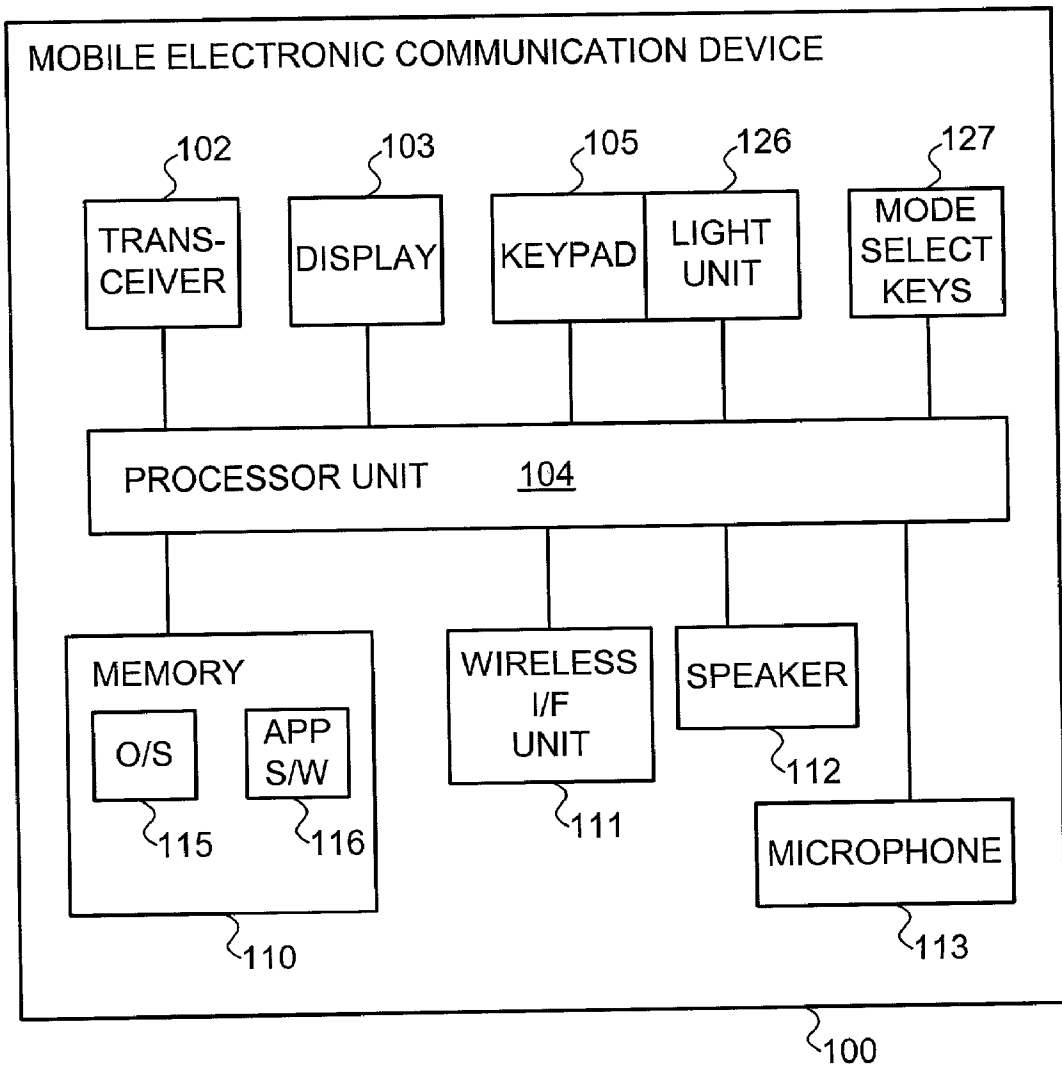 MOBILE ELECTRONIC COMMUNICATION DEVICE
102
103
105
126
127
TRANS-
CEIVER
DISPLAY
KEYPAD
LIGHT
UNIT
MODE
SELECT
KEYS
PROCESSOR UNIT 104
MEMORY
O/S
APP
S/W
115
116
110
WIRELESS
I/F
UNIT
111
SPEAKER
112
MICROPHONE
113
100